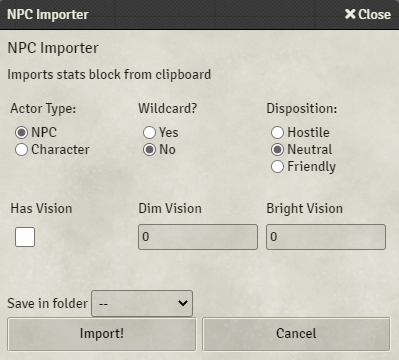 NPC Importer
Close
NPC Importer
Imports stats block from clipboard
Actor Type: Wildcard? Disposition:
NPC Yes Hostile
Character No Neutral
Friendly
Has Vision Dim Vision Bright Vision
0 0
Save in folder --
Import! Cancel